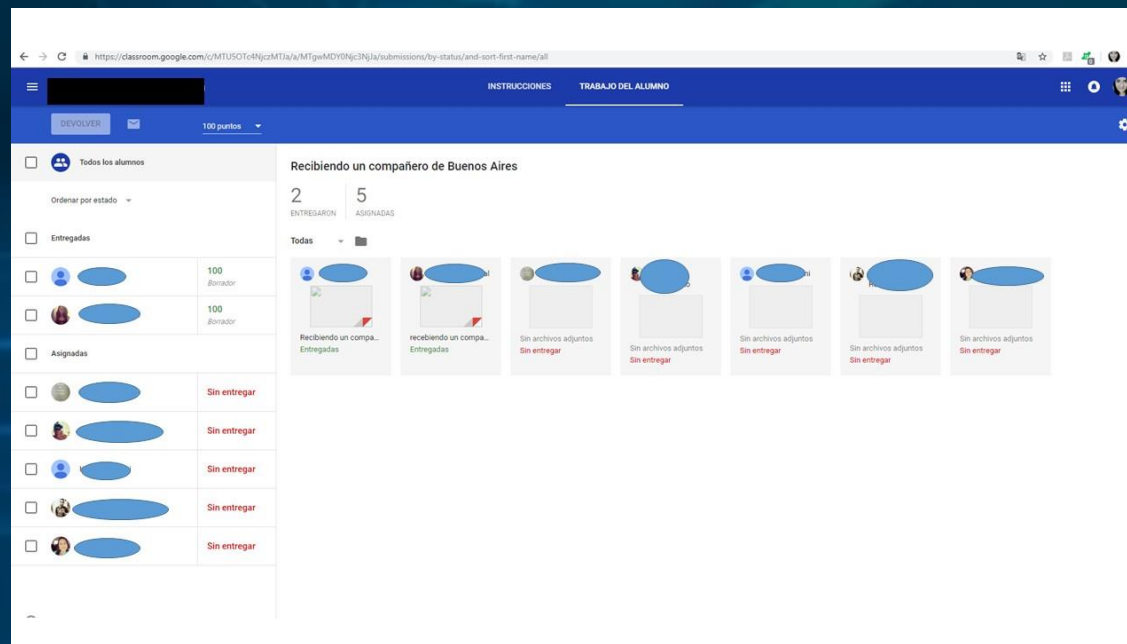 https://classroom.google.com/c/MTU5OTc4NjczMTJa/a/MTgwMDY0Njc3NjJa/submissions/by-status/and-sort-first-name/all
INSTRUCCIONES TRABAJO DEL ALUMNO
DEVOLVER 100 puntos
Todos los alumnos
Ordenar por estado
Entregadas
100
Borrador
100
Borrador
Asignadas
Sin entregar
Sin entregar
Sin entregar
Sin entregar
Sin entregar
Recibiendo un compañero de Buenos Aires
2 5
ENTREGARON ASIGNADAS
Todas
Recibiendo un compa...
Entregadas
recebiendo un compa...
Entregadas
Sin archivos adjuntos
Sin entregar
Sin archivos adjuntos
Sin entregar
Sin archivos adjuntos
Sin entregar
Sin archivos adjuntos
Sin entregar
Sin archivos adjuntos
Sin entregar